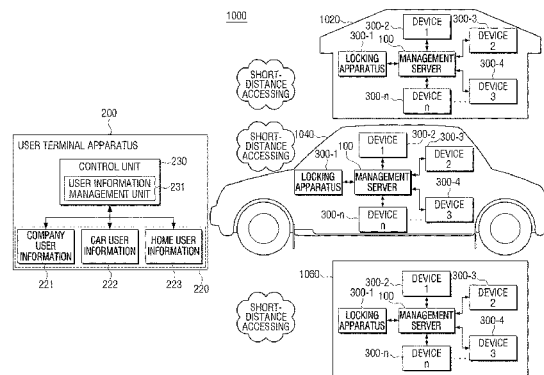 1000
200
USER TERMINAL APPARATUS
CONTROL UNIT
230
USER INFORMATION
MANAGEMENT UNIT
231
COMPANY
USER
INFORMATION
CAR USER
INFORMATION
HOME USER
INFORMATION
221
222
223
220
SHORT-
DISTANCE
ACCESSING
1020
300-2
DEVICE
1
300-3
DEVICE
2
300-1
100
LOCKING
APPARATUS
MANAGEMENT
SERVER
300-4
DEVICE
3
300-n
DEVICE
n
SHORT-
DISTANCE
ACCESSING
1040
DEVICE
1
300-2
300-3
DEVICE
2
300-1
100
LOCKING
APPARATUS
MANAGEMENT
SERVER
300-4
DEVICE
3
300-n
DEVICE
n
SHORT-
DISTANCE
ACCESSING
1060
300-2
DEVICE
1
300-3
DEVICE
2
300-1
100
LOCKING
APPARATUS
MANAGEMENT
SERVER
300-4
DEVICE
3
300-n
DEVICE
n